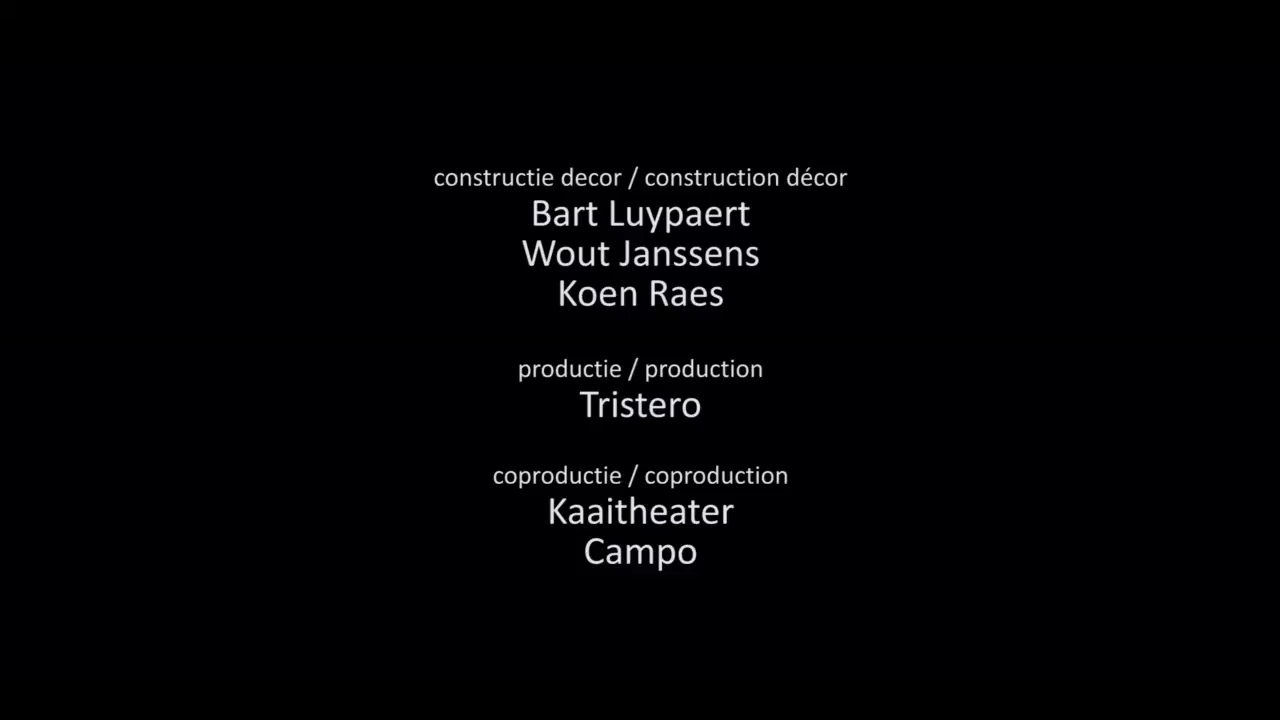 constructie decor / construction décor
Bart Luypaert
Wout Janssens
Koen Raes
productie / production
Tristero
coproductie / coproduction
Kaaitheater
Campo